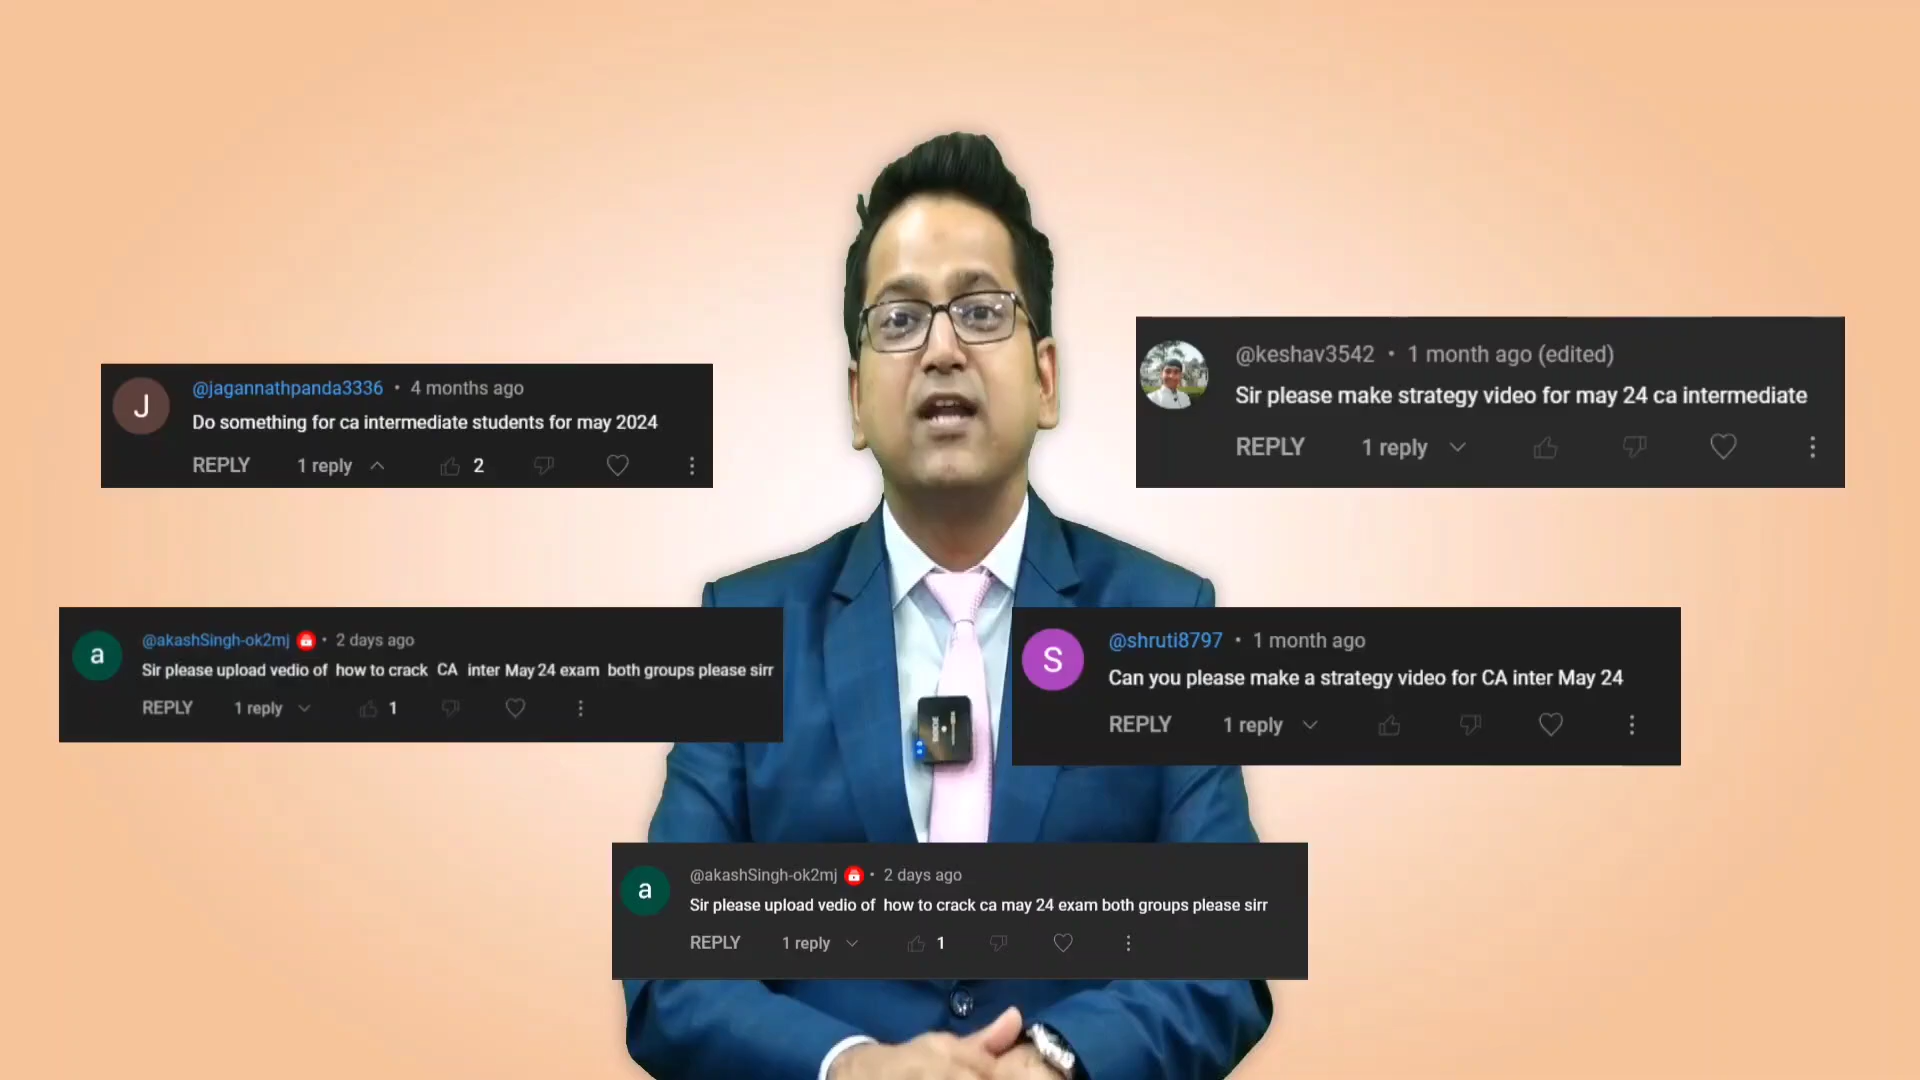 J
@jagannathpanda3336 • 4 months ago
Do something for ca intermediate students for may 2024
REPLY 1 reply 2
@keshav3542 • 1 month ago (edited)
Sir please make strategy video for may 24 ca intermediate
REPLY 1 reply
a
@akashSingh-ok2mj • 2 days ago
Sir please upload vedio of how to crack CA inter May 24 exam both groups please sirr
REPLY 1 reply 1
S
@shruti8797 • 1 month ago
Can you please make a strategy video for CA inter May 24
REPLY 1 reply
a
@akashSingh-ok2mj • 2 days ago
Sir please upload vedio of how to crack ca may 24 exam both groups please sirr
REPLY 1 reply 1